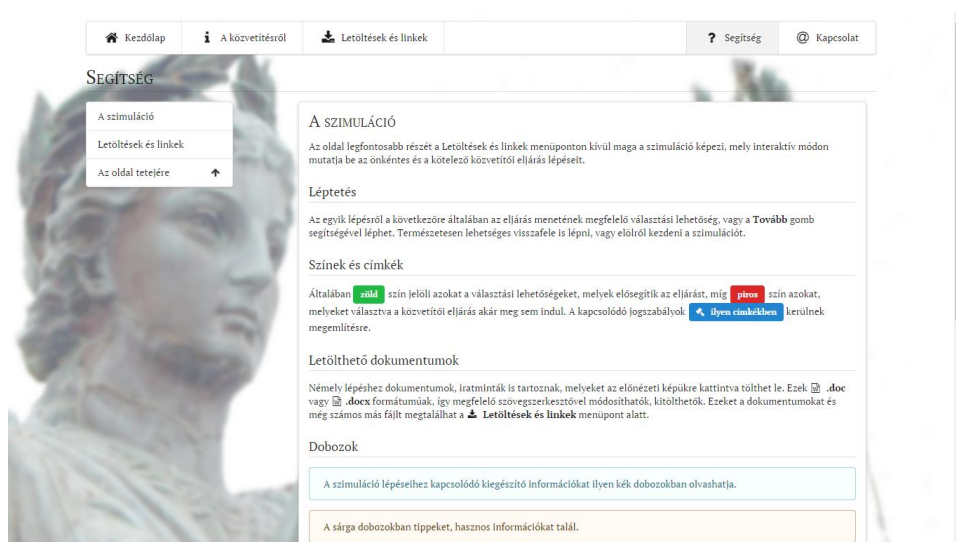 Kezdőlap
A közvetítésről
Letöltések és linkek
Segítség
Kapcsolat
Segítség
A szimuláció
Letöltések és linkek
Az oldal tetejére
A szimuláció
Az oldal legfontosabb részét a Letöltések és linkek menüponton kívül maga a szimuláció képezi, mely interaktív módon
mutatja be az önkéntes és a kötelező közvetítői eljárás lépéseit.
Léptetés
Az egyik lépésről a következőre általában az eljárás menetének megfelelő választási lehetőség, vagy a Tovább gomb
segítségével léphet. Természetesen lehetséges visszafele is lépni, vagy elölről kezdeni a szimulációt.
Színek és címkék
Általában zöld szín jelöli azokat a választási lehetőségeket, melyek elősegítik az eljárást, míg piros szín azokat,
melyeket választva a közvetítői eljárás akár meg sem indul. A kapcsolódó jogszabályok ilyen címkékben kerülnek
megemlítésre.
Letölthető dokumentumok
Némely lépéshez dokumentumok, iratminták is tartoznak, melyeket az előnézeti képükre kattintva tölthet le. Ezek .doc
vagy .docx formátumúak, így megfelelő szövegszerkesztővel módosíthatók, kitölthetők. Ezeket a dokumentumokat és
még számos más fájlt megtalálhat a Letöltések és linkek menüpont alatt.
Dobozok
A szimuláció lépéseihez kapcsolódó kiegészítő információkat ilyen kék dobozokban olvashatja.
A sárga dobozokban tippeket, hasznos információkat talál.